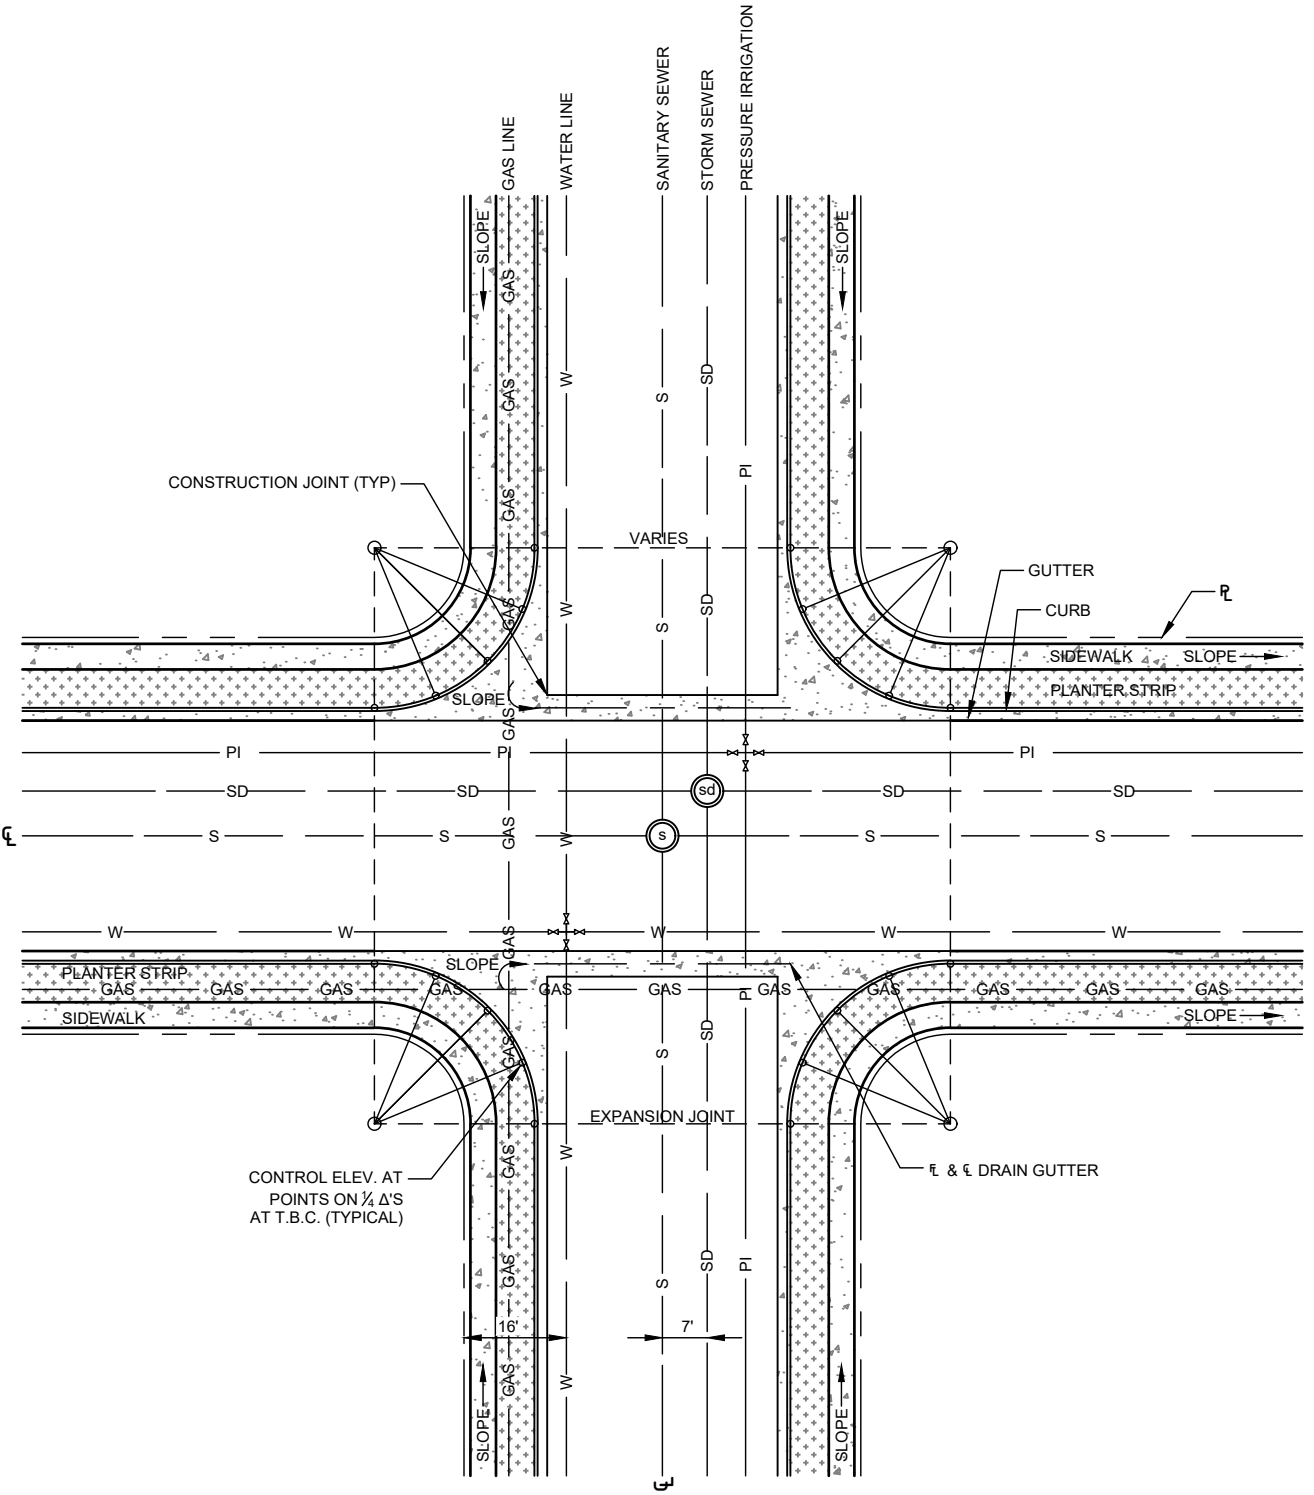 PRESSURE IRRIGATION
SANITARY SEWER
STORM SEWER
WATER LINE
GAS LINE
SLOPE
SLOPE
GAS
W
SD
GAS
S
PI
CONSTRUCTION JOINT (TYP)
GAS
VARIES
GUTTER
℄
CURB
GAS
W
SD
S
SIDEWALK
SLOPE
PLANTER STRIP
SLOPE
GAS
PI
PI
PI
SD
SD
sd
SD
SD
℄
S
S
GAS
W
s
S
S
W
W
GAS
W
W
W
SLOPE
PLANTER STRIP
GAS
GAS
GAS
GAS
GAS
GAS
GAS
PI
GAS
GAS
GAS
GAS
SIDEWALK
SLOPE
GAS
W
S
SD
EXPANSION JOINT
GAS
W
CONTROL ELEV. AT
POINTS ON ¼ Δ'S
AT T.B.C. (TYPICAL)
& ℄ DRAIN GUTTER
GAS
S
SD
PI
16'
7'
GAS
W
SLOPE
SLOPE
℄